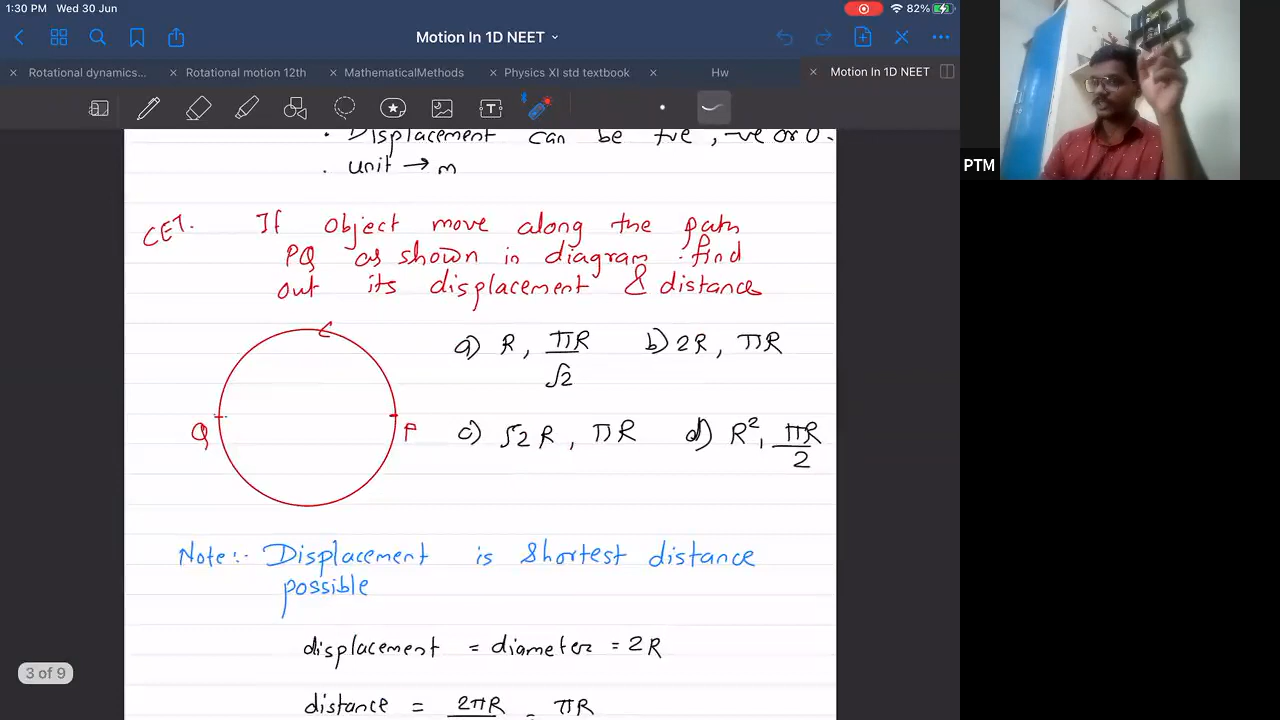 1:30 PM Wed 30 Jun
82%
Motion In 1D NEET
Rotational dynamics...
Rotational motion 12th
MathematicalMethods
Physics XI std textbook
Hw
Motion In 1D NEET
PTM
. Displacement can be +ve, -ve or 0.
. unit → m
CET. If object move along the path
PQ as shown in diagram . find
out its displacement & distance
a) R, πR/√2 b) 2R, πR
Q P
c) √2 R, πR d) R², πR/2
Note:- Displacement is shortest distance
possible
displacement = diameter = 2R
3 of 9
distance = 2πR = πR